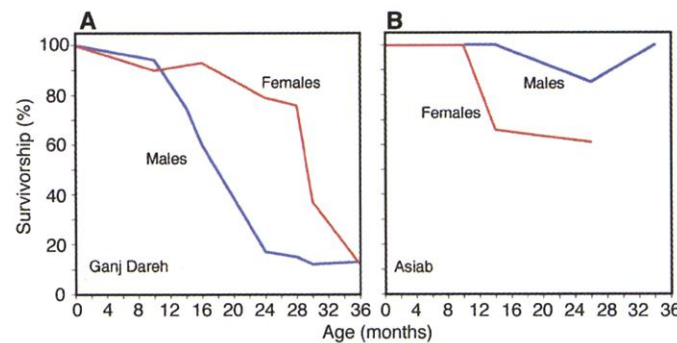 A
B
100
80
60
40
20
0
Survivorship (%)
Females
Males
Ganj Dareh
0 4 8 12 16 20 24 28 32 36
Males
Females
Asiab
0 4 8 12 16 20 24 28 32 36
Age (months)